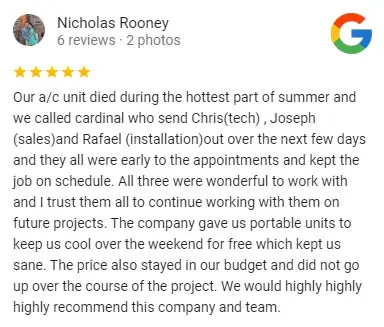 Nicholas Rooney
6 reviews · 2 photos
Our a/c unit died during the hottest part of summer and
we called cardinal who send Chris(tech) , Joseph
(sales)and Rafael (installation)out over the next few days
and they all were early to the appointments and kept the
job on schedule. All three were wonderful to work with
and I trust them all to continue working with them on
future projects. The company gave us portable units to
keep us cool over the weekend for free which kept us
sane. The price also stayed in our budget and did not go
up over the course of the project. We would highly highly
highly recommend this company and team.